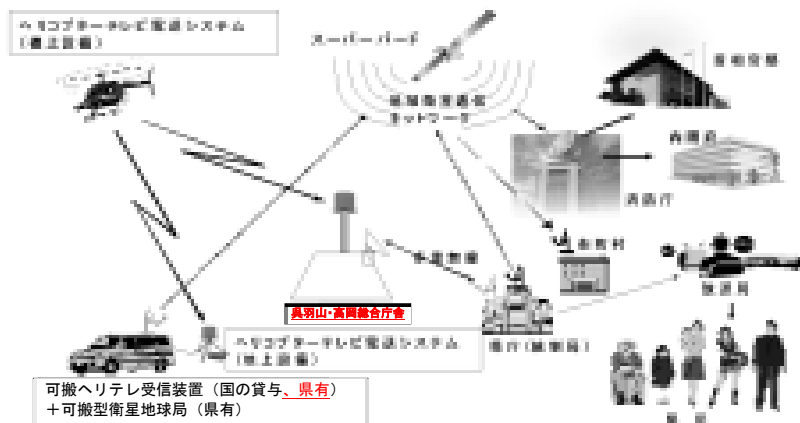 ヘリコプターテレビ電送システム
(機上設備)
スーパーバード
首相官邸
地域衛星通信
ネットワーク
消防庁
市町村
多重無線
放送局
呉羽山・高岡総合庁舎
ヘリコプターテレビ電送システム
(地上設備)
県庁(統制局)
可搬ヘリテレ受信装置(国の貸与、県有)
+可搬型衛星地球局(県有)